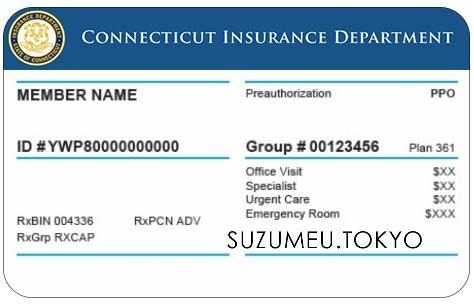 INSURANCE DEPARTMENT
STATE OF CONNECTICUT
CONNECTICUT INSURANCE DEPARTMENT
MEMBER NAME
Preauthorization PPO
ID #YWP80000000000
Group # 00123456 Plan 361
Office Visit $XX
Specialist $XX
Urgent Care $XX
Emergency Room $XXX
RxBIN 004336 RxPCN ADV
RxGrp RXCAP
SUZUMEU.TOKYO